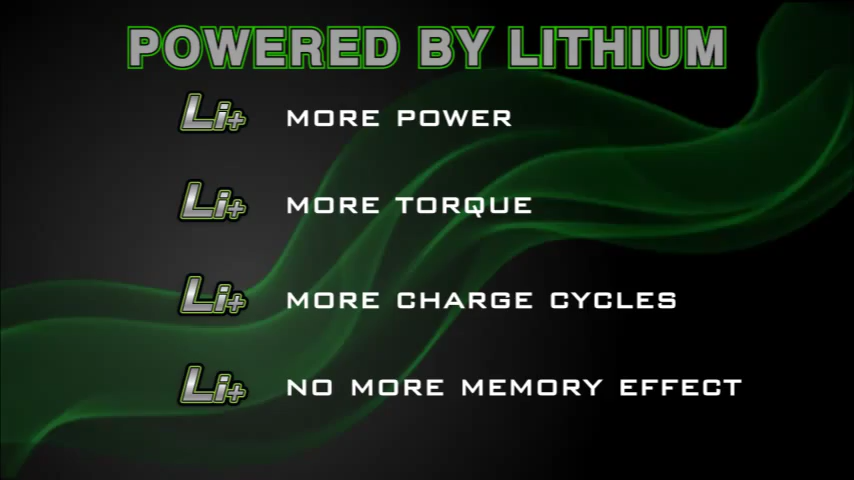 POWERED BY LITHIUM
Li+ MORE POWER
Li+ MORE TORQUE
Li+ MORE CHARGE CYCLES
Li+ NO MORE MEMORY EFFECT